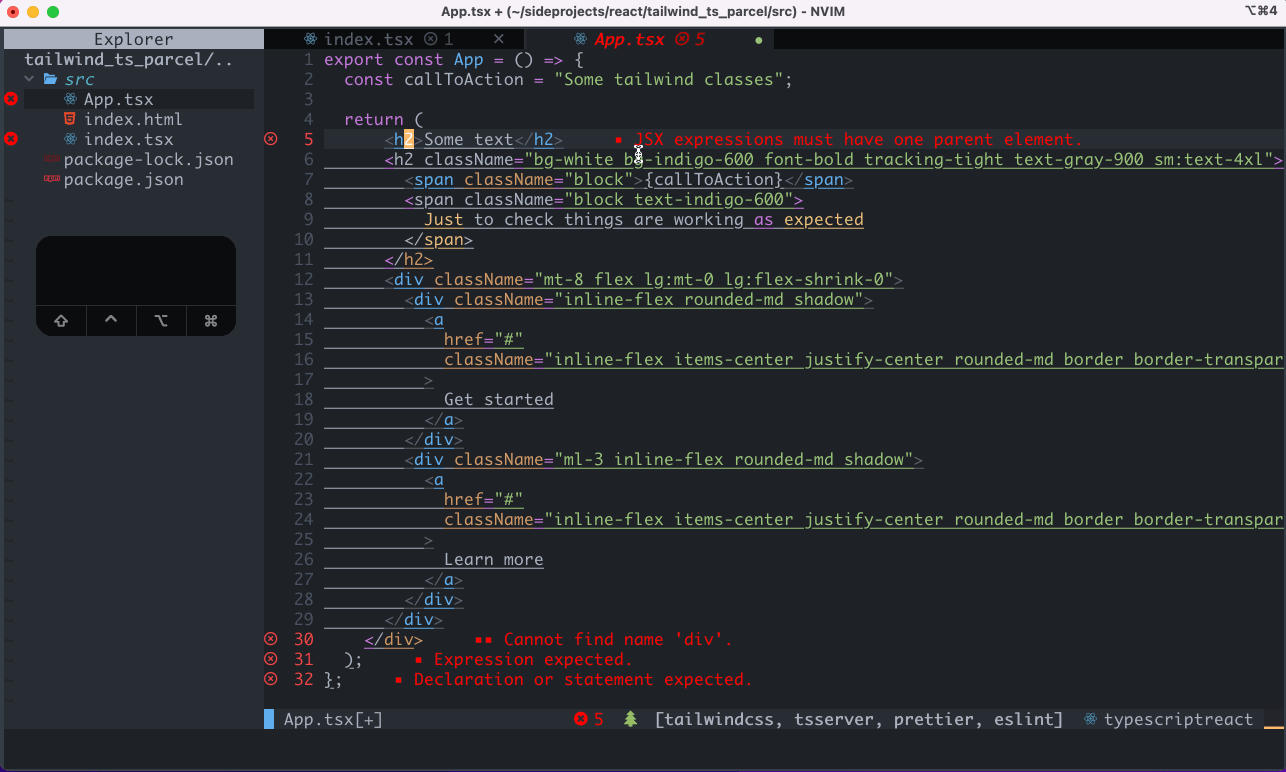 App.tsx + (~/sideprojects/react/tailwind_ts_parcel/src) - NVIM
⌥⌘4
Explorer
index.tsx 1 ×
App.tsx 5 ●
tailwind_ts_parcel/..
src
App.tsx
index.html
index.tsx
package-lock.json
package.json
⇧ ^ ⌥ ⌘
1 export const App = () => {
2 const callToAction = "Some tailwind classes";
3
4 return (
5 <h2>Some text</h2> ▪ JSX expressions must have one parent element.
6 <h2 className="bg-white bg-indigo-600 font-bold tracking-tight text-gray-900 sm:text-4xl">
7 <span className="block">{callToAction}</span>
8 <span className="block text-indigo-600">
9 Just to check things are working as expected
10 </span>
11 </h2>
12 <div className="mt-8 flex lg:mt-0 lg:flex-shrink-0">
13 <div className="inline-flex rounded-md shadow">
14 <a
15 href="#"
16 className="inline-flex items-center justify-center rounded-md border border-transpar
17 >
18 Get started
19 </a>
20 </div>
21 <div className="ml-3 inline-flex rounded-md shadow">
22 <a
23 href="#"
24 className="inline-flex items-center justify-center rounded-md border border-transpar
25 >
26 Learn more
27 </a>
28 </div>
29 </div>
30 </div> ▪▪ Cannot find name 'div'.
31 ); ▪ Expression expected.
32 }; ▪ Declaration or statement expected.
App.tsx[+] 5 [tailwindcss, tsserver, prettier, eslint] typescriptreact